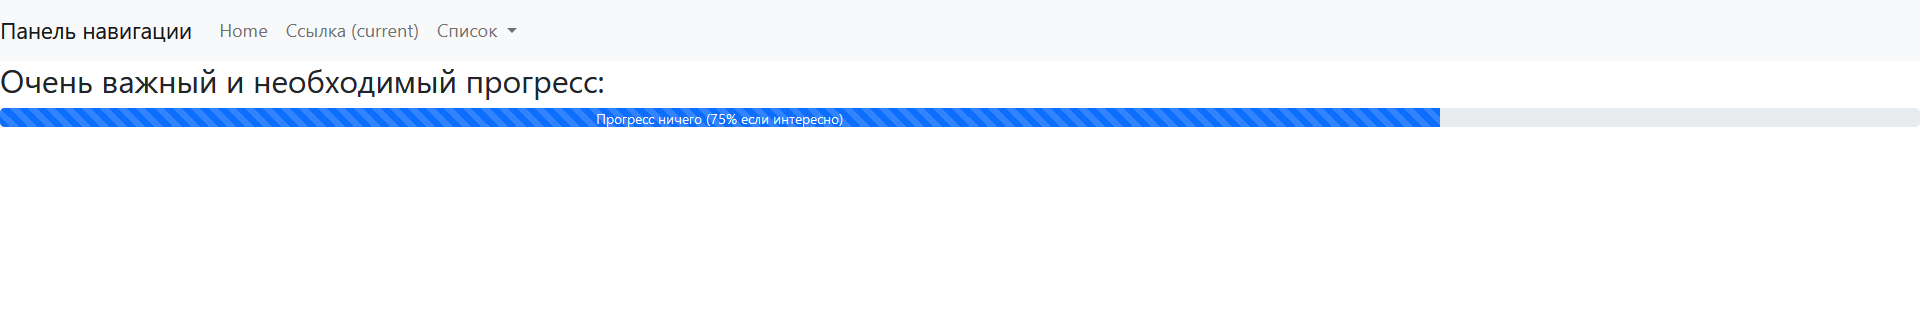 Панель навигации Home Ссылка (current) Список
Очень важный и необходимый прогресс:
Прогресс ничего (75% если интересно)